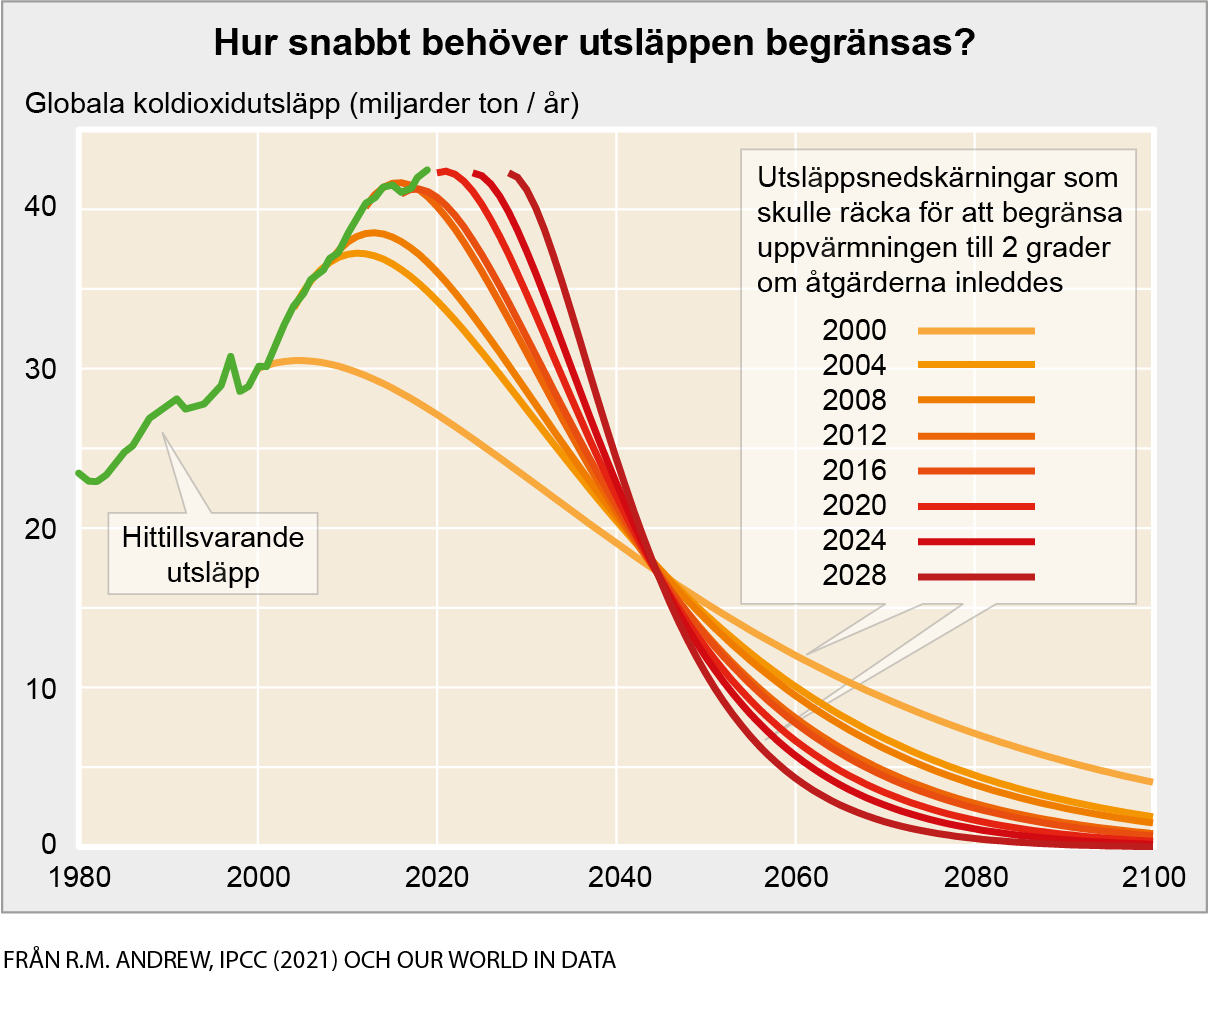 Hur snabbt behöver utsläppen begränsas?
Globala koldioxidutsläpp (miljarder ton / år)
Utsläppsnedskärningar som
skulle räcka för att begränsa
uppvärmningen till 2 grader
om åtgärderna inleddes
2000
2004
2008
2012
2016
2020
2024
2028
Hittillsvarande
utsläpp
40
30
20
10
0
1980 2000 2020 2040 2060 2080 2100
FRÅN R.M. ANDREW, IPCC (2021) OCH OUR WORLD IN DATA